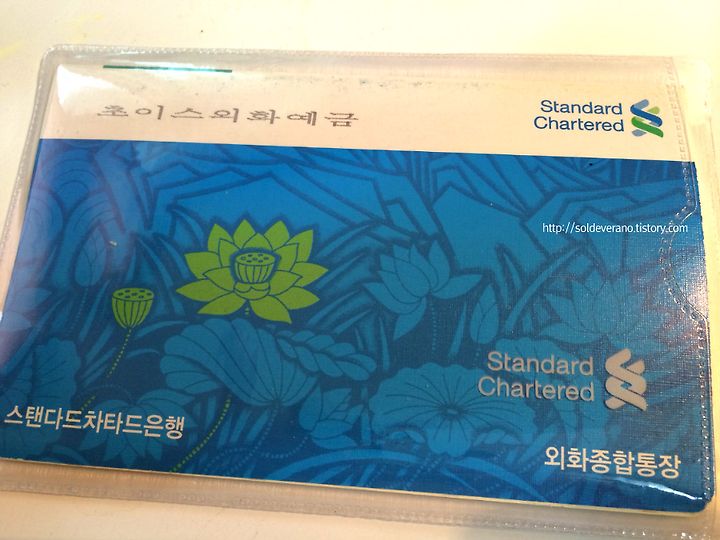 초이스외화예금
Standard
Chartered
http://soldeverano.tistory.com
Standard
Chartered
스탠다드차타드은행
외화종합통장